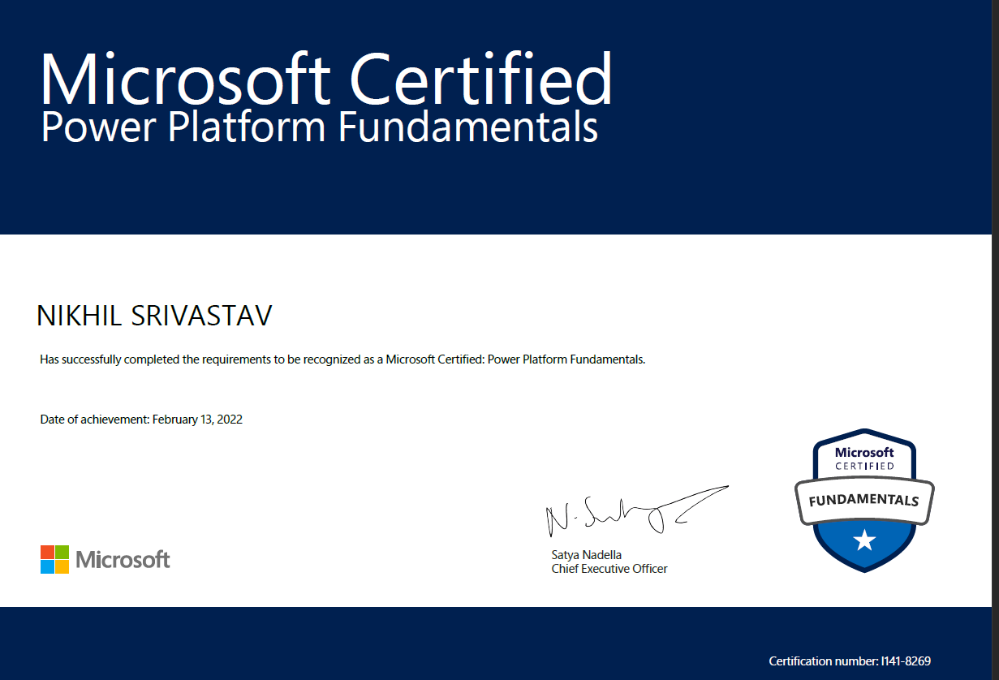 Microsoft Certified
Power Platform Fundamentals
NIKHIL SRIVASTAV
Has successfully completed the requirements to be recognized as a Microsoft Certified: Power Platform Fundamentals.
Date of achievement: February 13, 2022
Microsoft
CERTIFIED
FUNDAMENTALS
Satya Nadella
Chief Executive Officer
Microsoft
Certification number: I141-8269